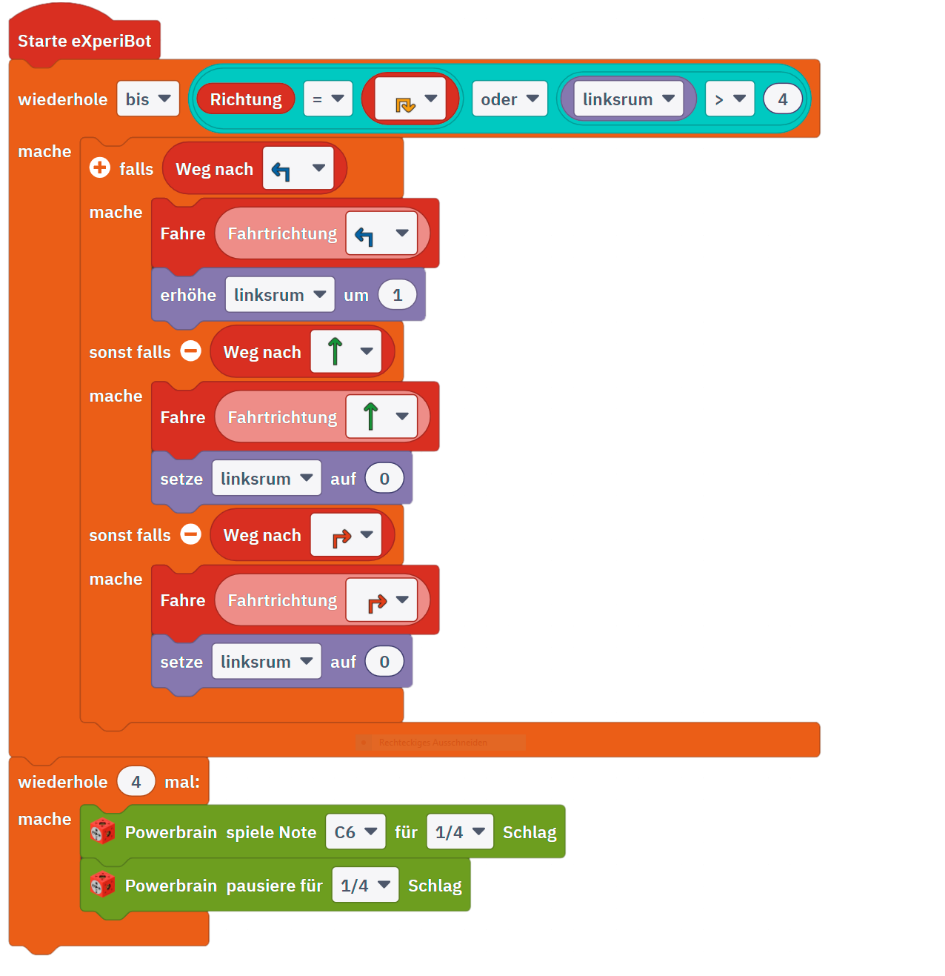 Starte eXperiBot
wiederhole bis Richtung = oder linksrum > 4
mache
falls Weg nach
mache
Fahre Fahrtrichtung
erhöhe linksrum um 1
sonst falls Weg nach
mache
Fahre Fahrtrichtung
setze linksrum auf 0
sonst falls Weg nach
mache
Fahre Fahrtrichtung
setze linksrum auf 0
Rechteckiges Ausschneiden
wiederhole 4 mal:
mache
Powerbrain spiele Note C6 für 1/4 Schlag
Powerbrain pausiere für 1/4 Schlag